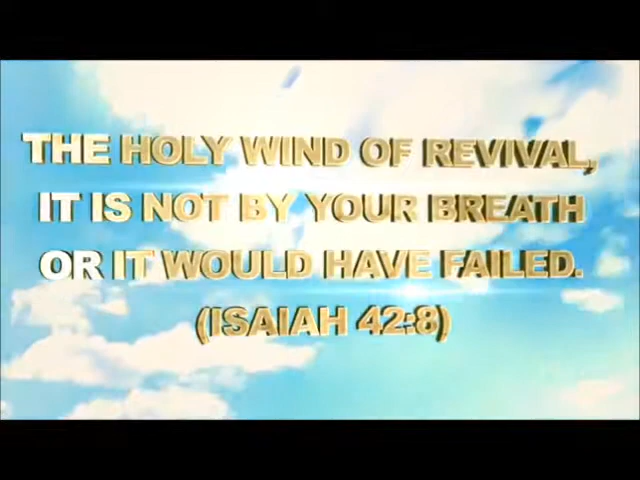 THE HOLY WIND OF REVIVAL,
IT IS NOT BY YOUR BREATH
OR IT WOULD HAVE FAILED.
(ISAIAH 42:8)